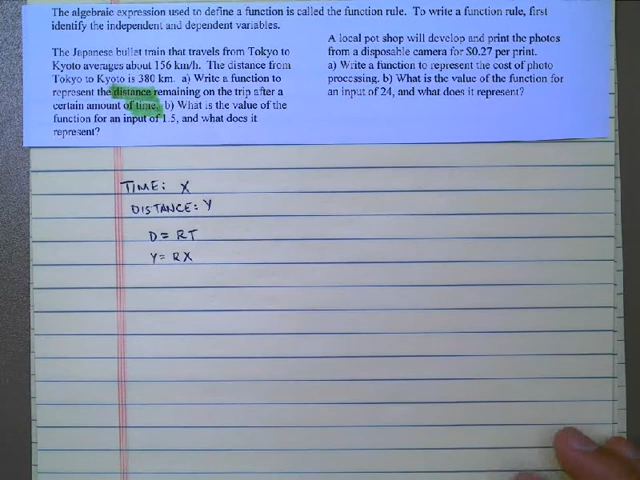 The algebraic expression used to define a function is called the function rule. To write a function rule, first
identify the independent and dependent variables.
The Japanese bullet train that travels from Tokyo to
Kyoto averages about 156 km/h. The distance from
Tokyo to Kyoto is 380 km. a) Write a function to
represent the distance remaining on the trip after a
certain amount of time. b) What is the value of the
function for an input of 1.5, and what does it
represent?
A local pot shop will develop and print the photos
from a disposable camera for $0.27 per print.
a) Write a function to represent the cost of photo
processing. b) What is the value of the function for
an input of 24, and what does it represent?
TIME: X
DISTANCE: Y
D = RT
Y = RX